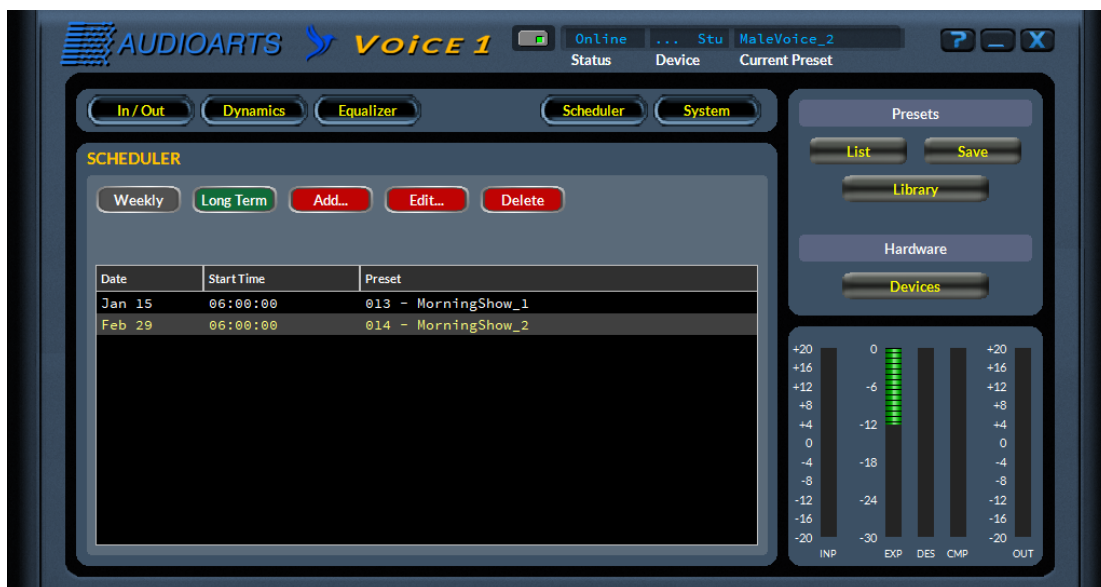 AUDIOARTS VOICE 1
Online ... Stu MaleVoice_2
Status Device Current Preset
? _ X
In / Out Dynamics Equalizer Scheduler System
SCHEDULER
Weekly Long Term Add... Edit... Delete
Date Start Time Preset
Jan 15 06:00:00 013 - MorningShow_1
Feb 29 06:00:00 014 - MorningShow_2
Presets
List Save
Library
Hardware
Devices
+20 0 +20
+16 +16
+12 -6 +12
+8 +8
+4 -12 +4
0 0
-4 -18 -4
-8 -8
-12 -24 -12
-16 -16
-20 -30 -20
INP EXP DES CMP OUT